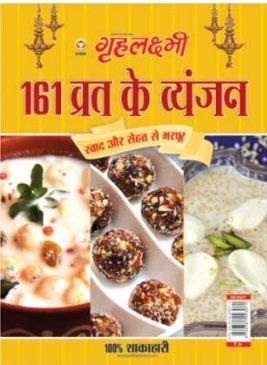 गृहलक्ष्मी
161 व्रत के व्यंजन
स्वाद और सेहत से भरपूर
100% शाकाहारी